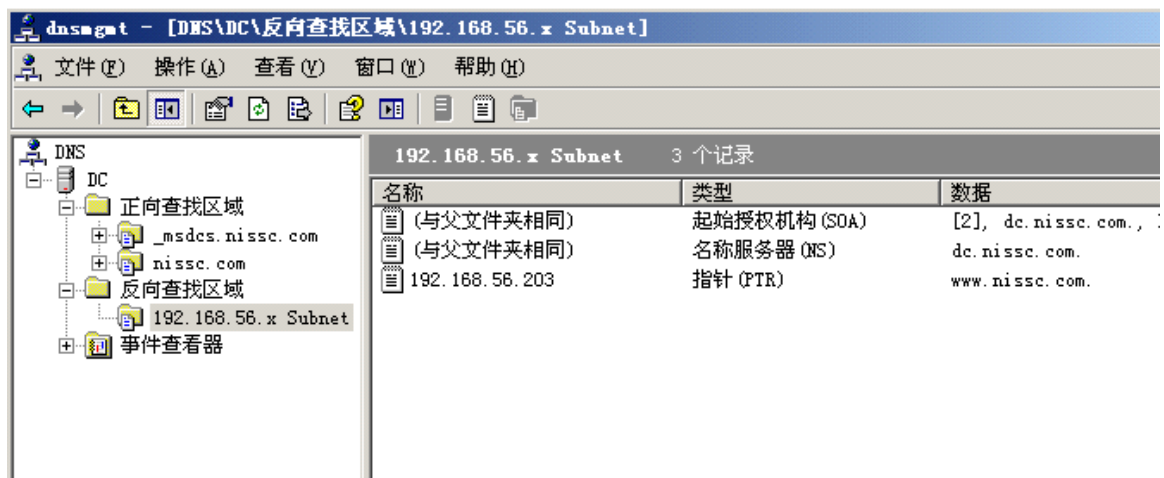 dnsmgmt - [DNS\DC\反向查找区域\192.168.56.x Subnet]
文件(F) 操作(A) 查看(V) 窗口(W) 帮助(H)
DNS
DC
正向查找区域
_msdcs.nissc.com
nissc.com
反向查找区域
192.168.56.x Subnet
事件查看器
192.168.56.x Subnet 3 个记录
名称 类型 数据
(与父文件夹相同) 起始授权机构(SOA) [2], dc.nissc.com.,
(与父文件夹相同) 名称服务器(NS) dc.nissc.com.
192.168.56.203 指针(PTR) www.nissc.com.